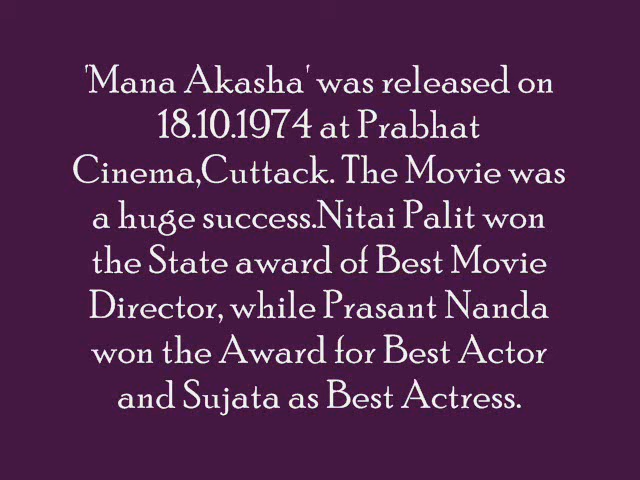 'Mana Akasha' was released on
18.10.1974 at Prabhat
Cinema,Cuttack. The Movie was
a huge success.Nitai Palit won
the State award of Best Movie
Director, while Prasant Nanda
won the Award for Best Actor
and Sujata as Best Actress.